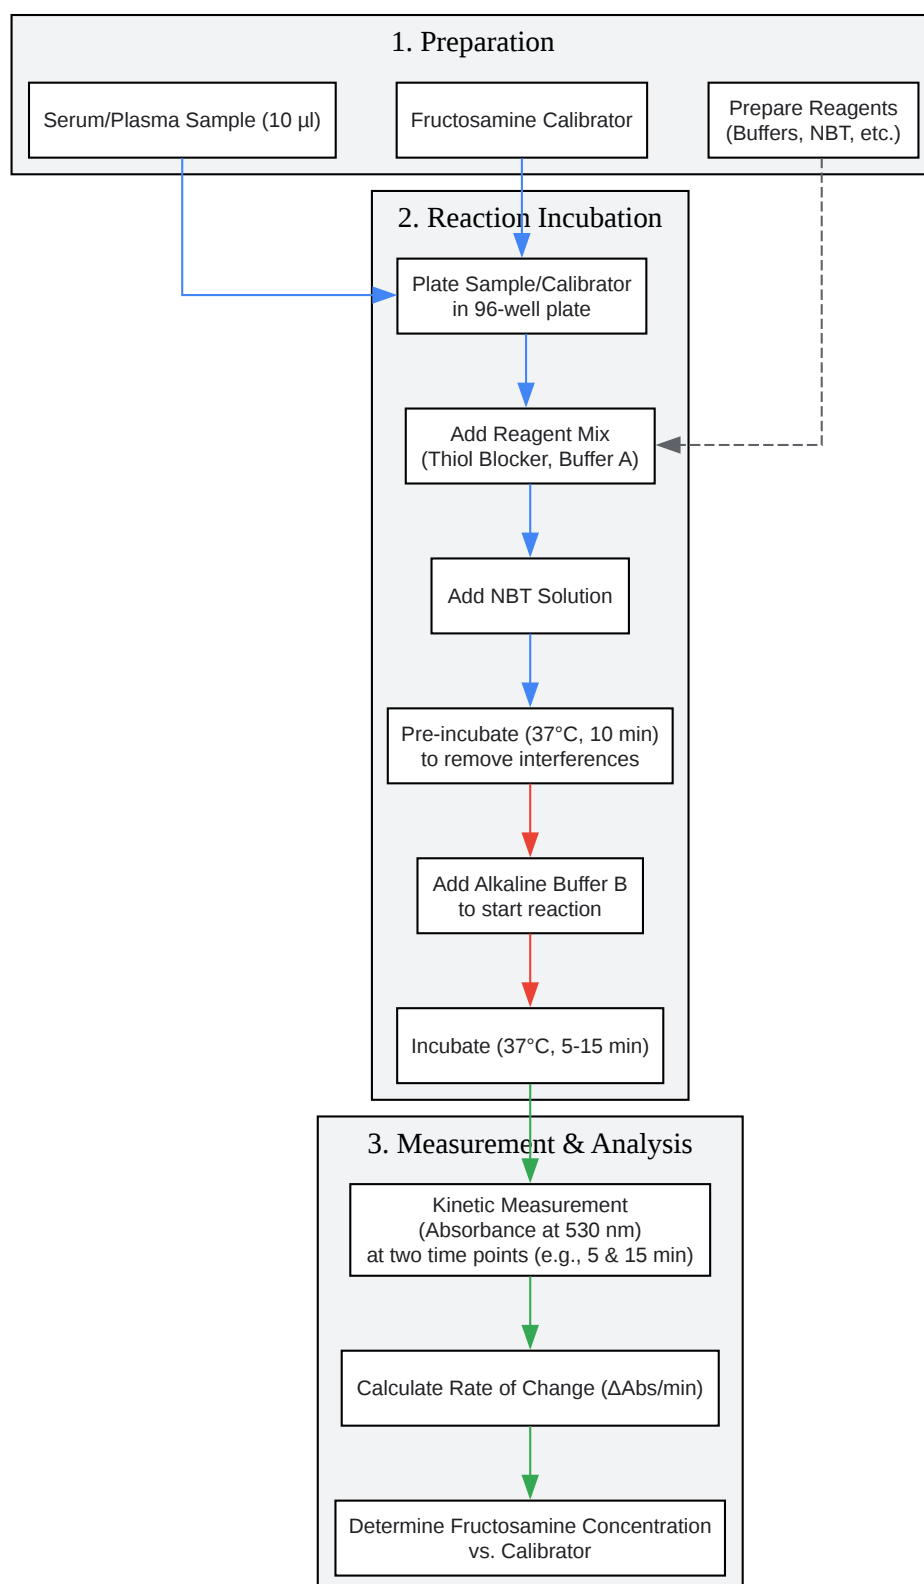 1. Preparation
Serum/Plasma Sample (10 µl)
Fructosamine Calibrator
Prepare Reagents
(Buffers, NBT, etc.)
2. Reaction Incubation
Plate Sample/Calibrator
in 96-well plate
Add Reagent Mix
(Thiol Blocker, Buffer A)
Add NBT Solution
Pre-incubate (37°C, 10 min)
to remove interferences
Add Alkaline Buffer B
to start reaction
Incubate (37°C, 5-15 min)
3. Measurement & Analysis
Kinetic Measurement
(Absorbance at 530 nm)
at two time points (e.g., 5 & 15 min)
Calculate Rate of Change (ΔAbs/min)
Determine Fructosamine Concentration
vs. Calibrator